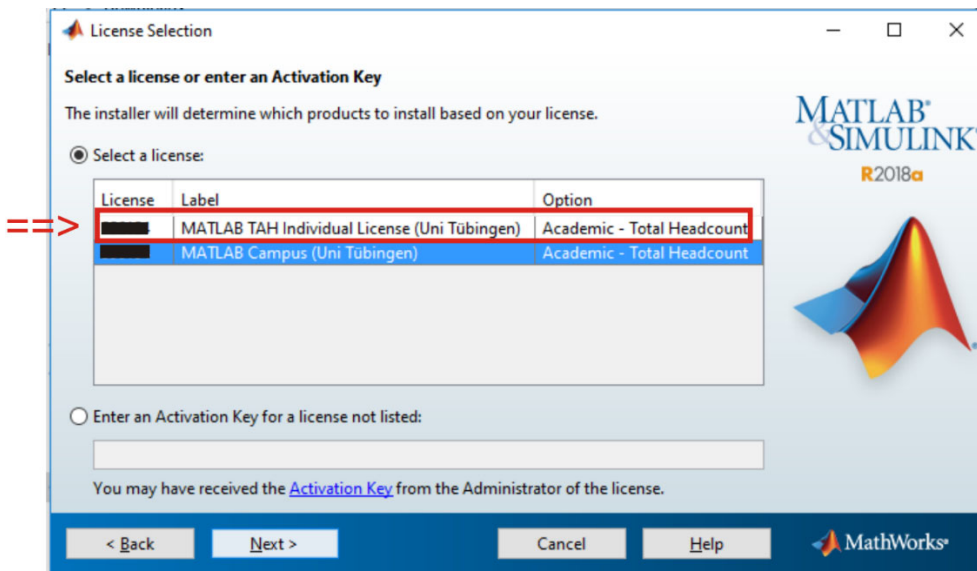 License Selection
Select a license or enter an Activation Key
The installer will determine which products to install based on your license.
MATLAB®
&SIMULINK®
R2018a
Select a license:
License Label Option
==>
MATLAB TAH Individual License (Uni Tübingen) Academic - Total Headcount
MATLAB Campus (Uni Tübingen) Academic - Total Headcount
Enter an Activation Key for a license not listed:
You may have received the Activation Key from the Administrator of the license.
< Back Next > Cancel Help MathWorks®